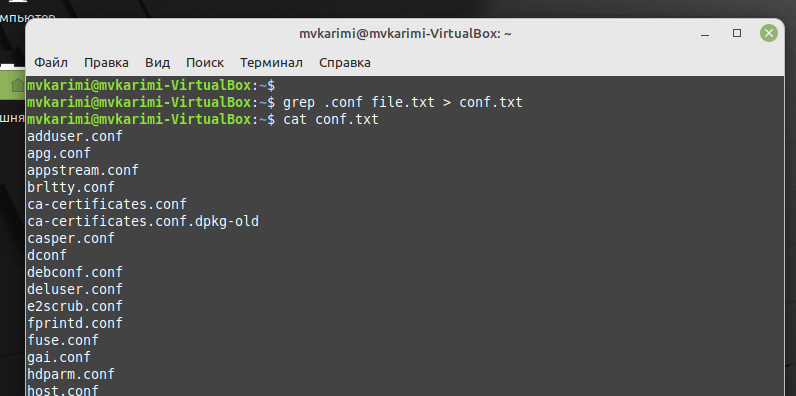 мпьютер
mvkarimi@mvkarimi-VirtualBox: ~
Файл Правка Вид Поиск Терминал Справка
mvkarimi@mvkarimi-VirtualBox:~$
mvkarimi@mvkarimi-VirtualBox:~$ grep .conf file.txt > conf.txt
mvkarimi@mvkarimi-VirtualBox:~$ cat conf.txt
шня
adduser.conf
apg.conf
appstream.conf
brltty.conf
ca-certificates.conf
ca-certificates.conf.dpkg-old
casper.conf
dconf
debconf.conf
deluser.conf
e2scrub.conf
fprintd.conf
fuse.conf
gai.conf
hdparm.conf
host.conf